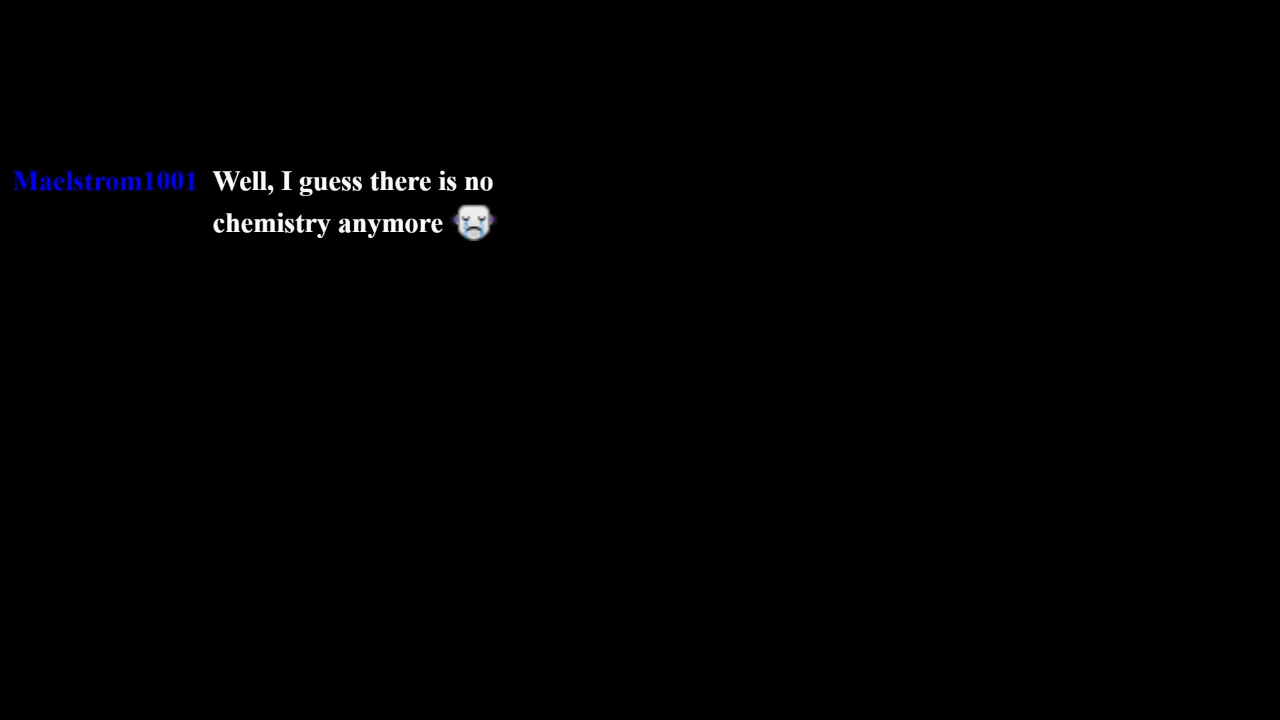 Maelstrom1001 Well, I guess there is no
chemistry anymore